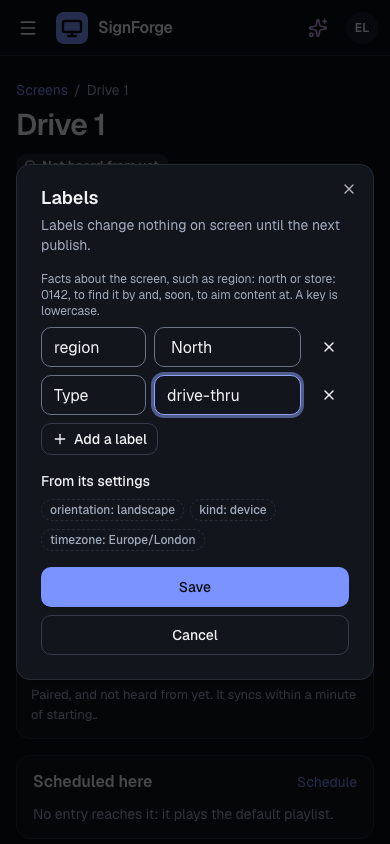 SignForge
EL
Screens / Drive 1
Drive 1
Not heard from yet
Labels
Labels change nothing on screen until the next
publish.
Facts about the screen, such as region: north or store:
0142, to find it by and, soon, to aim content at. A key is
lowercase.
region
North
Type
drive-thru
Add a label
From its settings
orientation: landscape
kind: device
timezone: Europe/London
Save
Cancel
Paired, and not heard from yet. It syncs within a minute
of starting..
Scheduled here
Schedule
No entry reaches it: it plays the default playlist.